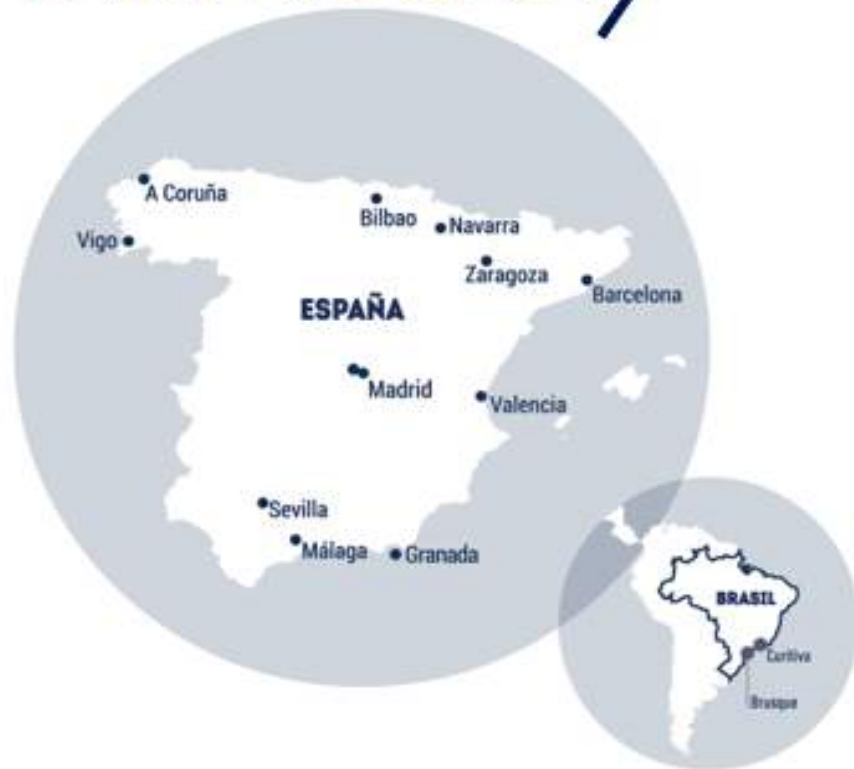 A Coruña
Bilbao
Navarra
Vigo
Zaragoza
Barcelona
ESPAÑA
Madrid
Valencia
Sevilla
Málaga
Granada
BRASIL
Curitiva
Brusque